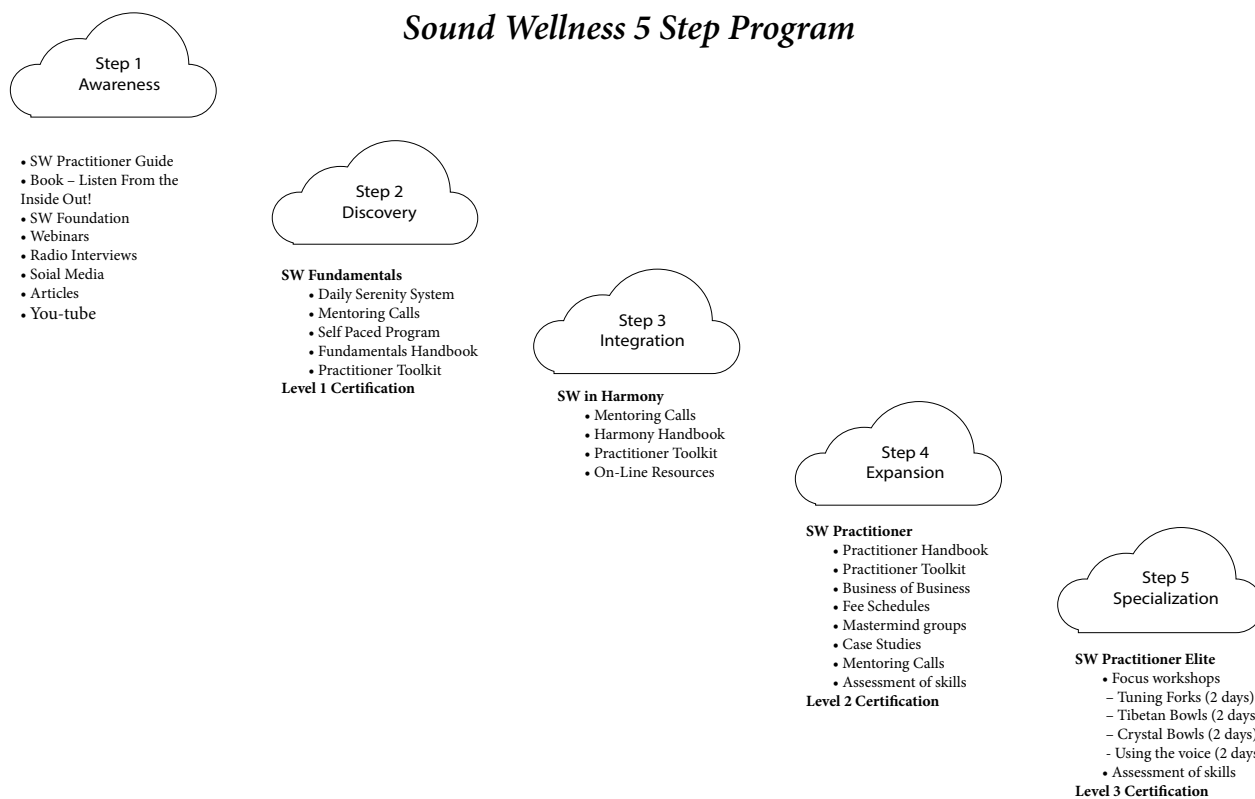 Sound Wellness 5 Step Program
Step 1
Awareness
• SW Practitioner Guide
• Book – Listen From the
Inside Out!
• SW Foundation
• Webinars
• Radio Interviews
• Soial Media
• Articles
• You-tube
Step 2
Discovery
SW Fundamentals
• Daily Serenity System
• Mentoring Calls
• Self Paced Program
• Fundamentals Handbook
• Practitioner Toolkit
Level 1 Certification
Step 3
Integration
SW in Harmony
• Mentoring Calls
• Harmony Handbook
• Practitioner Toolkit
• On-Line Resources
Step 4
Expansion
SW Practitioner
• Practitioner Handbook
• Practitioner Toolkit
• Business of Business
• Fee Schedules
• Mastermind groups
• Case Studies
• Mentoring Calls
• Assessment of skills
Level 2 Certification
Step 5
Specialization
SW Practitioner Elite
• Focus workshops
– Tuning Forks (2 days)
– Tibetan Bowls (2 days
– Crystal Bowls (2 days)
- Using the voice (2 days
• Assessment of skills
Level 3 Certification